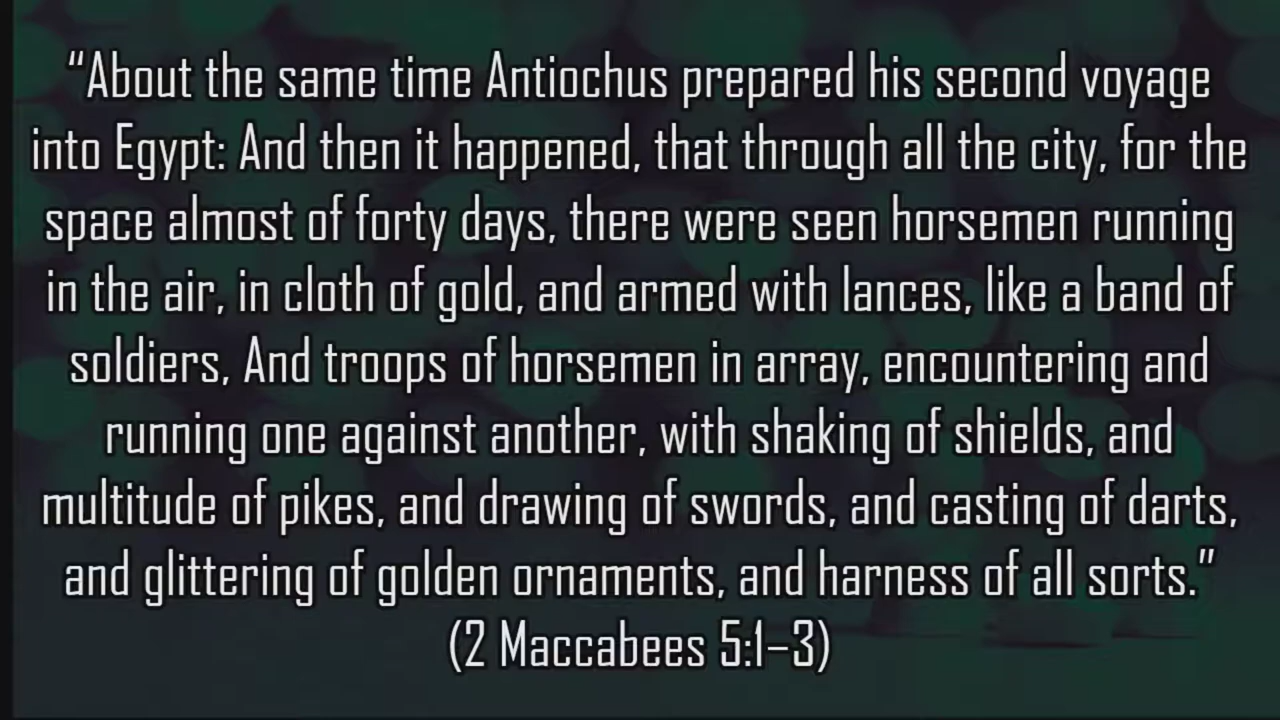 “About the same time Antiochus prepared his second voyage
into Egypt: And then it happened, that through all the city, for the
space almost of forty days, there were seen horsemen running
in the air, in cloth of gold, and armed with lances, like a band of
soldiers, And troops of horsemen in array, encountering and
running one against another, with shaking of shields, and
multitude of pikes, and drawing of swords, and casting of darts,
and glittering of golden ornaments, and harness of all sorts.”
(2 Maccabees 5:1–3)